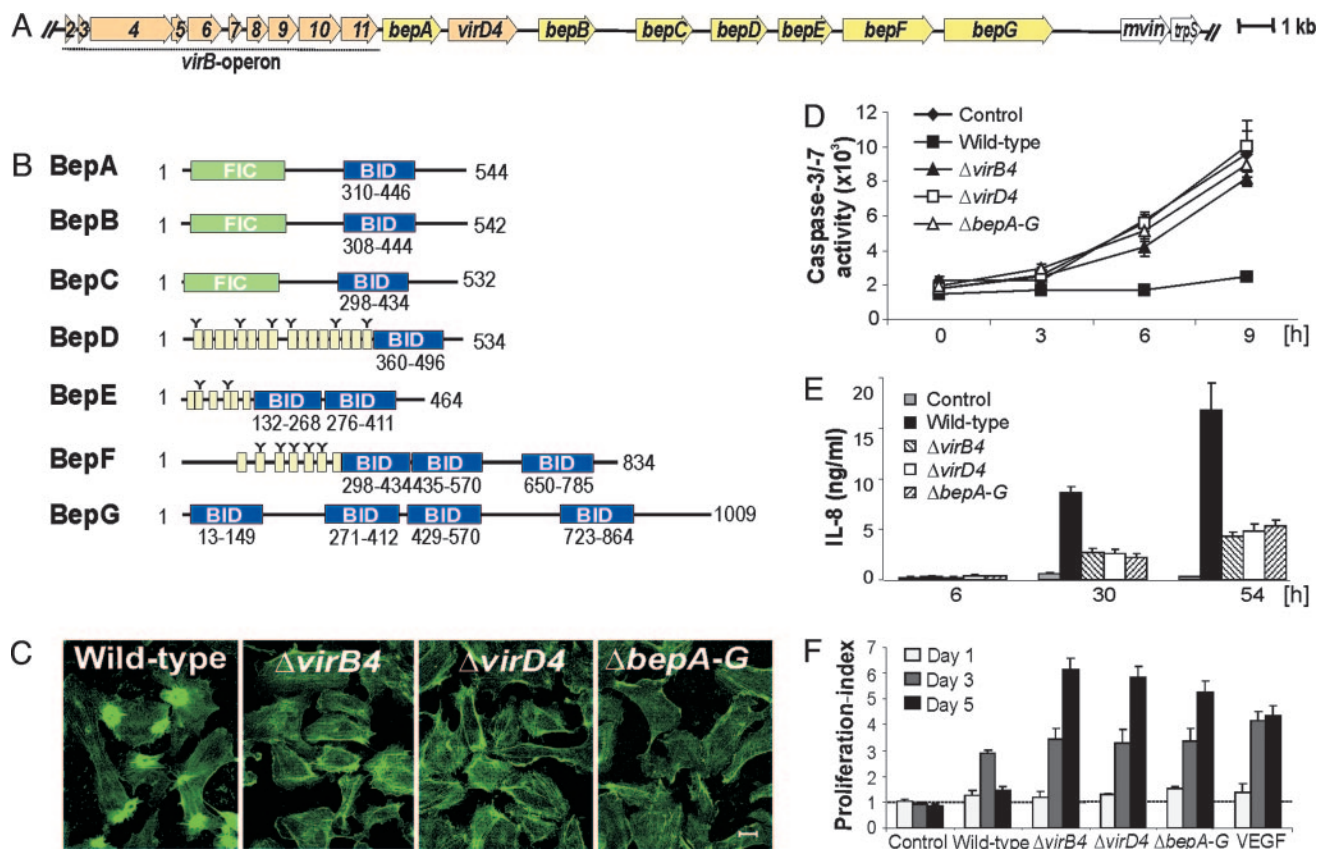 A
2 3 4 5 6 7 8 9 10 11 bepA virD4 bepB bepC bepD bepE bepF bepG mvin trpS 1 kb
virB-operon
B
BepA 1 FIC BID 544
310-446
BepB 1 FIC BID 542
308-444
BepC 1 FIC BID 532
298-434
BepD 1 Y Y Y Y Y Y BID 534
360-496
BepE 1 Y Y BID BID 464
132-268 276-411
BepF 1 Y Y Y Y Y BID BID BID 834
298-434 435-570 650-785
BepG 1 BID BID BID BID 1009
13-149 271-412 429-570 723-864
C
Wild-type ΔvirB4 ΔvirD4 ΔbepA-G
D
Caspase-3/-7
activity (x10³)
12
10
8
6
4
2
0
Control
Wild-type
ΔvirB4
ΔvirD4
ΔbepA-G
0 3 6 9 [h]
E
IL-8 (ng/ml)
20
15
10
5
0
Control
Wild-type
ΔvirB4
ΔvirD4
ΔbepA-G
6 30 54 [h]
F
Proliferation-index
7
6
5
4
3
2
1
0
Day 1
Day 3
Day 5
Control Wild-type ΔvirB4 ΔvirD4 ΔbepA-G VEGF